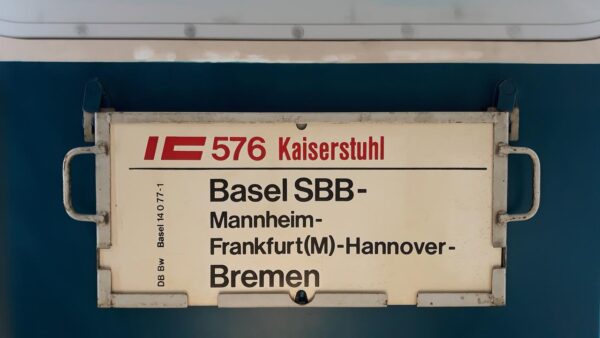 IC 576 Kaiserstuhl
Basel SBB-
Mannheim-
Frankfurt(M)-Hannover-
Bremen
DB Bw Basel 14 0 77-1